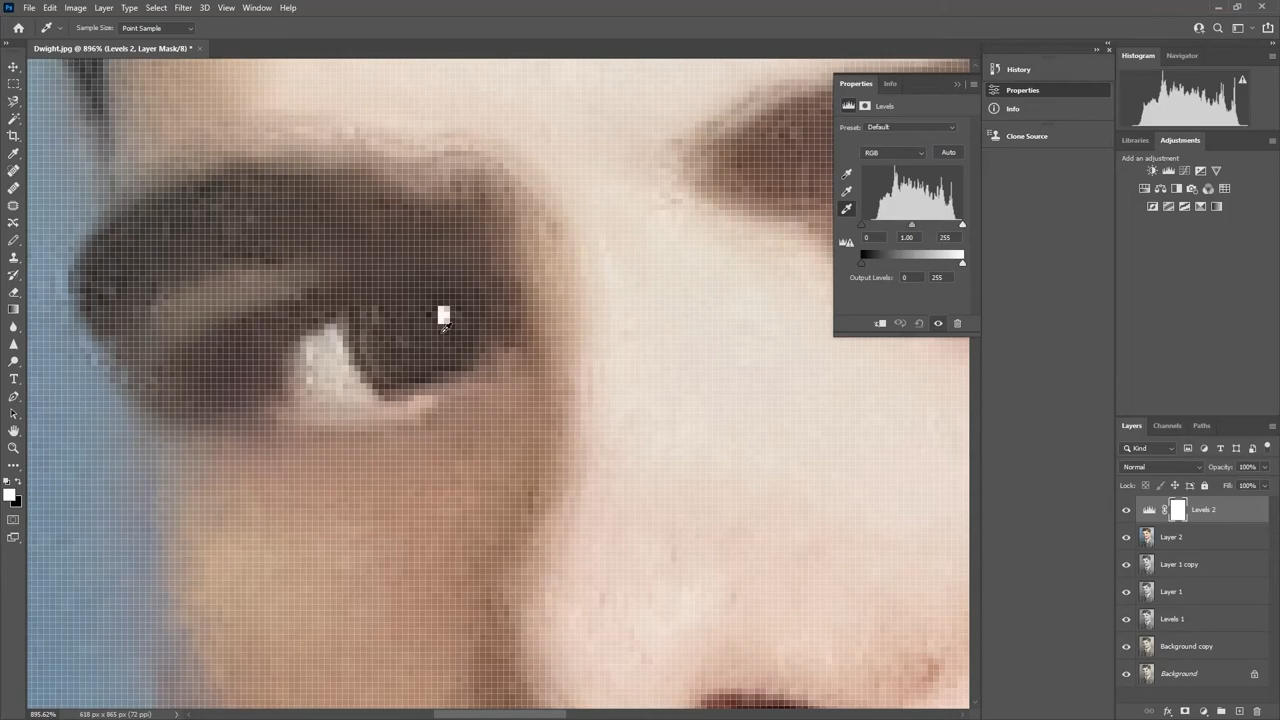 Ps File Edit Image Layer Type Select Filter 3D View Window Help
Sample Size: Point Sample
Dwight.jpg @ 896% (Levels 2, Layer Mask/8) *
Properties Info
Levels
Preset: Default
RGB Auto
0 1.00 255
Output Levels: 0 255
History
Properties
Info
Clone Source
Histogram Navigator
Libraries Adjustments
Add an adjustment
Layers Channels Paths
Kind
Normal Opacity: 100%
Lock: Fill: 100%
Levels 2
Layer 2
Layer 1 copy
Layer 1
Levels 1
Background copy
Background
895.62% 618 px x 865 px (72 ppi)